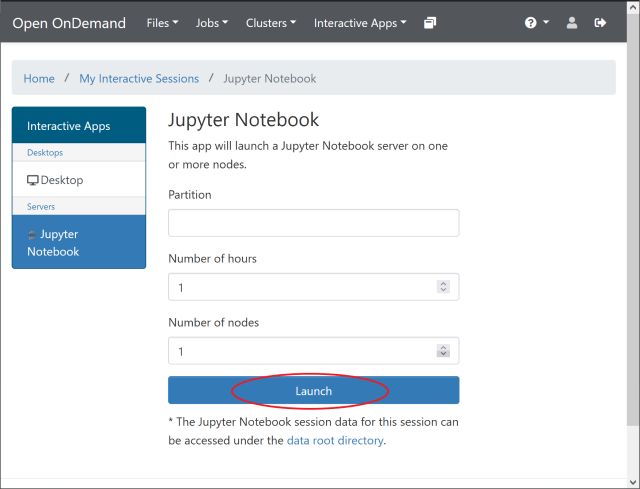 Open OnDemand Files Jobs Clusters Interactive Apps
Home / My Interactive Sessions / Jupyter Notebook
Interactive Apps
Desktops
Desktop
Servers
Jupyter
Notebook
Jupyter Notebook
This app will launch a Jupyter Notebook server on one
or more nodes.
Partition
Number of hours
1
Number of nodes
1
Launch
* The Jupyter Notebook session data for this session can
be accessed under the data root directory.